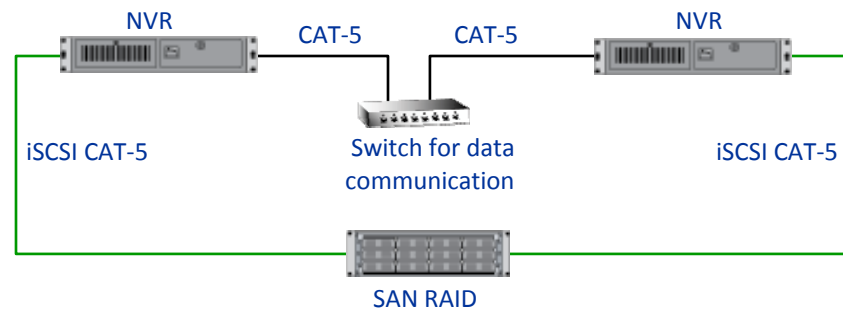 NVR
NVR
CAT-5
CAT-5
iSCSI CAT-5
Switch for data
communication
iSCSI CAT-5
SAN RAID